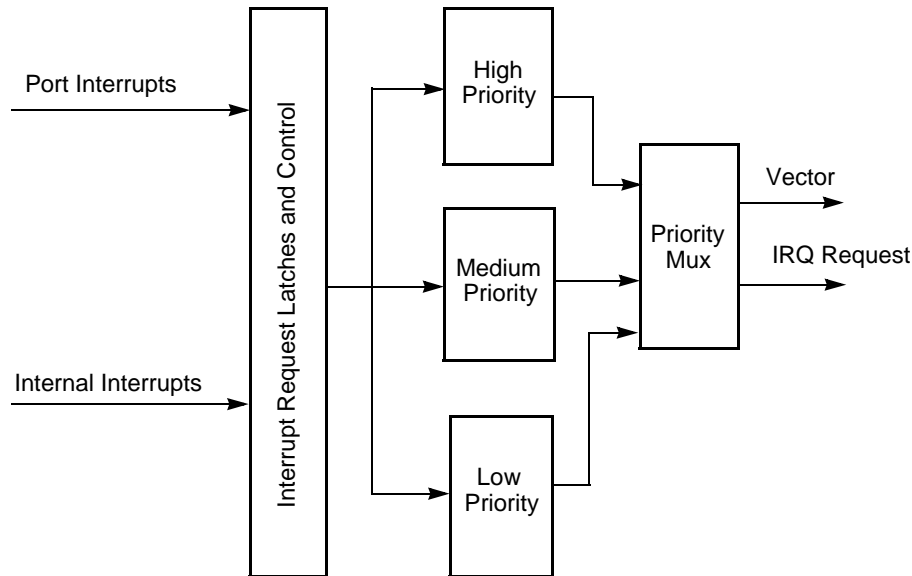 Port Interrupts
Internal Interrupts
Interrupt Request Latches and Control
High
Priority
Medium
Priority
Low
Priority
Priority
Mux
Vector
IRQ Request